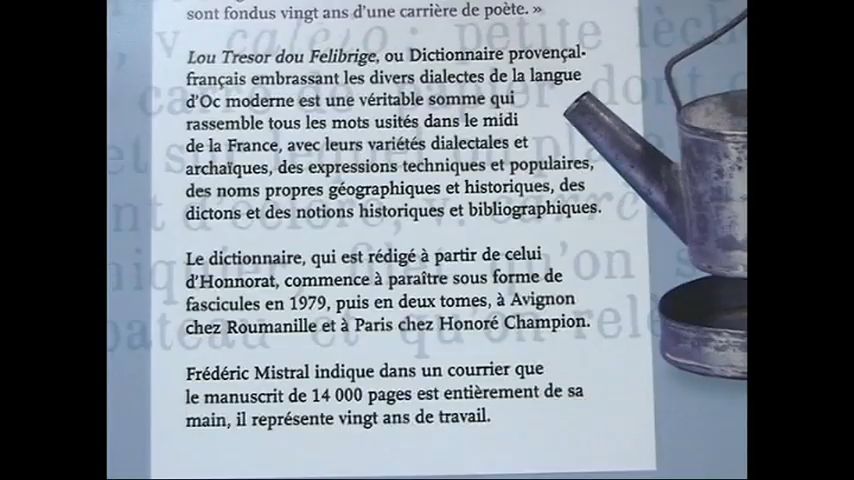 sont fondus vingt ans d'une carrière de poète. »
Lou Tresor dou Felibrige, ou Dictionnaire provençal-
français embrassant les divers dialectes de la langue
d'Oc moderne est une véritable somme qui
rassemble tous les mots usités dans le midi
de la France, avec leurs variétés dialectales et
archaïques, des expressions techniques et populaires,
des noms propres géographiques et historiques, des
dictons et des notions historiques et bibliographiques.
Le dictionnaire, qui est rédigé à partir de celui
d'Honnorat, commence à paraître sous forme de
fascicules en 1979, puis en deux tomes, à Avignon
chez Roumanille et à Paris chez Honoré Champion.
Frédéric Mistral indique dans un courrier que
le manuscrit de 14 000 pages est entièrement de sa
main, il représente vingt ans de travail.